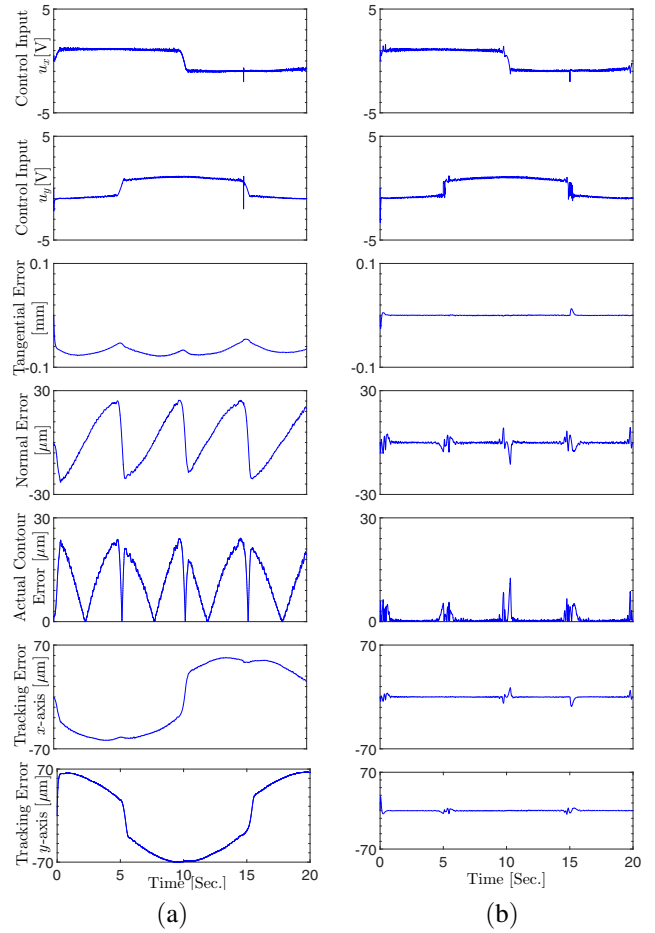 5
-5
Control Input
u_x[V]
5
-5
5
-5
Control Input
u_y[V]
5
-5
0.1
-0.1
Tangential Error
[mm]
0.1
-0.1
30
-30
Normal Error
[μm]
30
-30
30
0
Actual Contour
Error [μm]
30
0
70
-70
Tracking Error
x-axis [μm]
70
-70
70
-70
Tracking Error
y-axis [μm]
70
-70
0 5 10 15 20
Time [Sec.]
0 5 10 15 20
Time [Sec.]
(a)
(b)